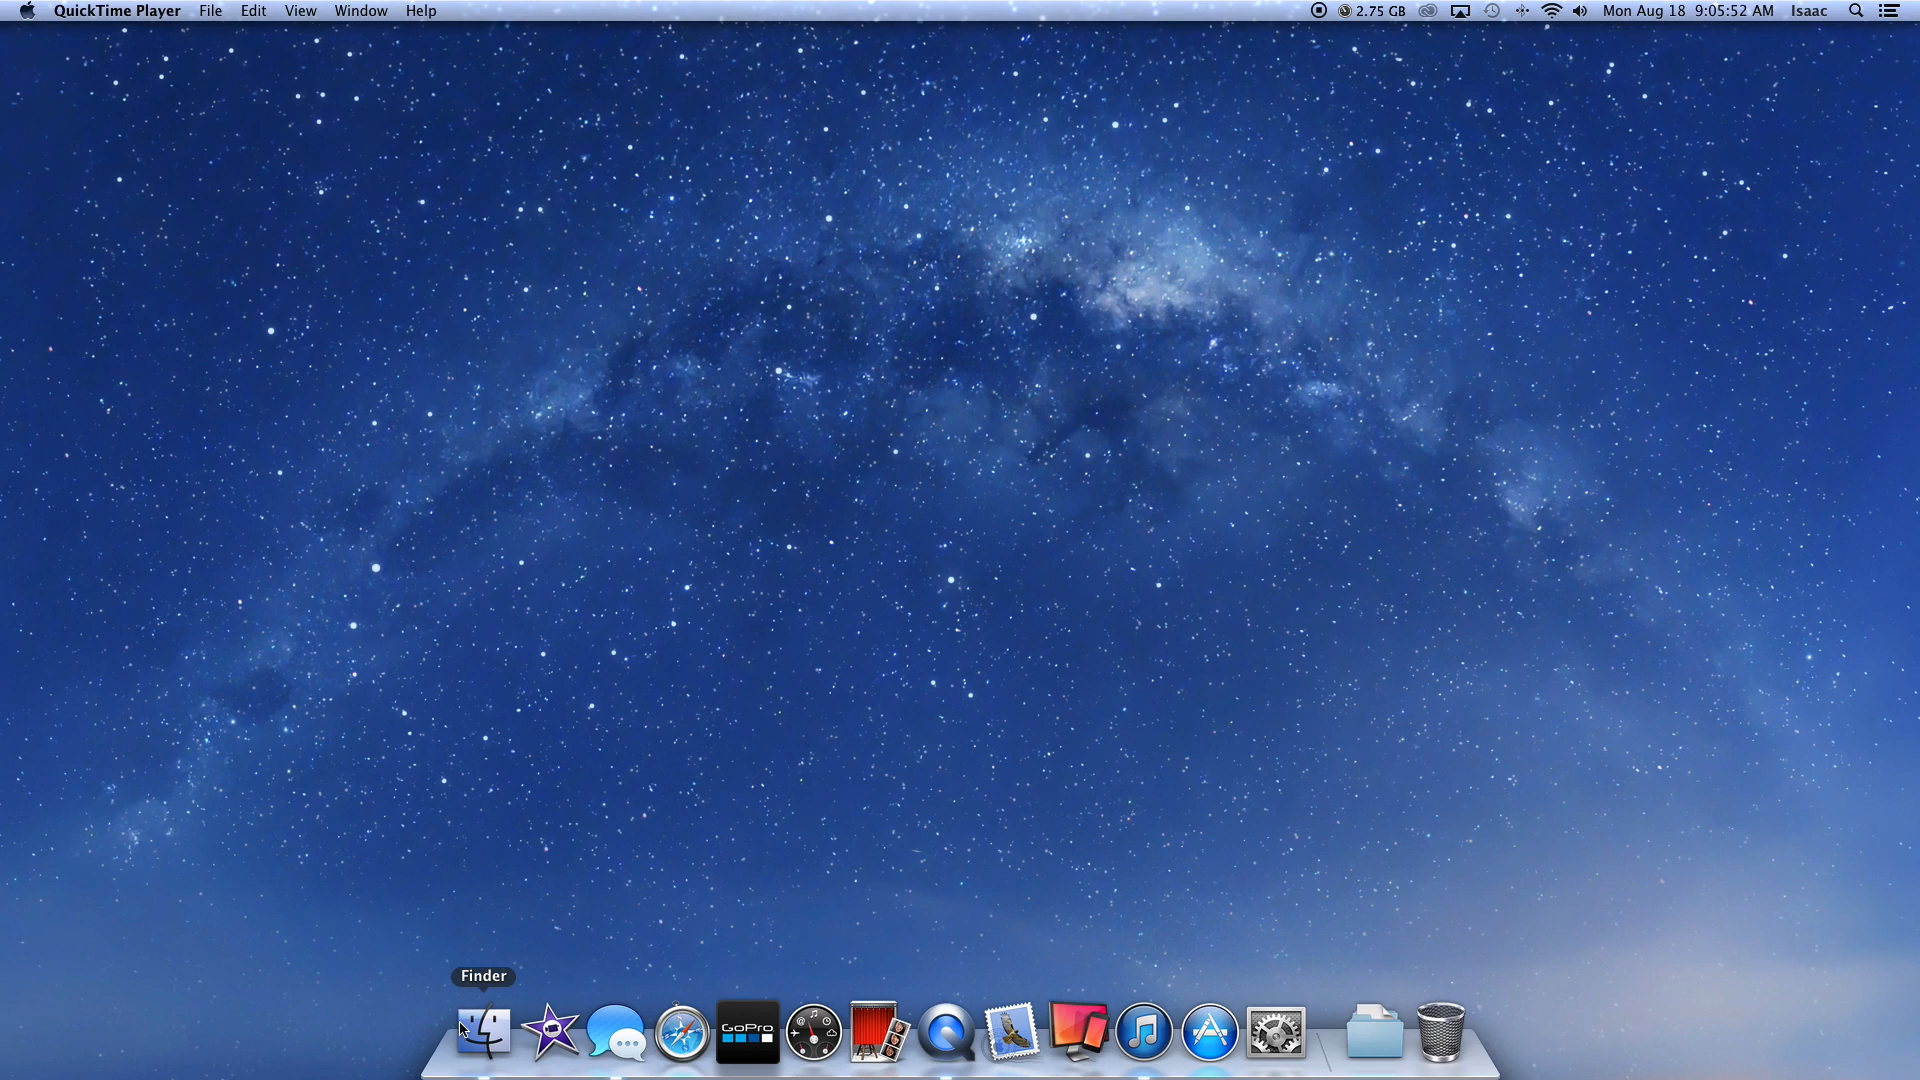 QuickTime Player File Edit View Window Help 2.75 GB Mon Aug 18 9:05:52 AM Isaac
Finder
GoPro